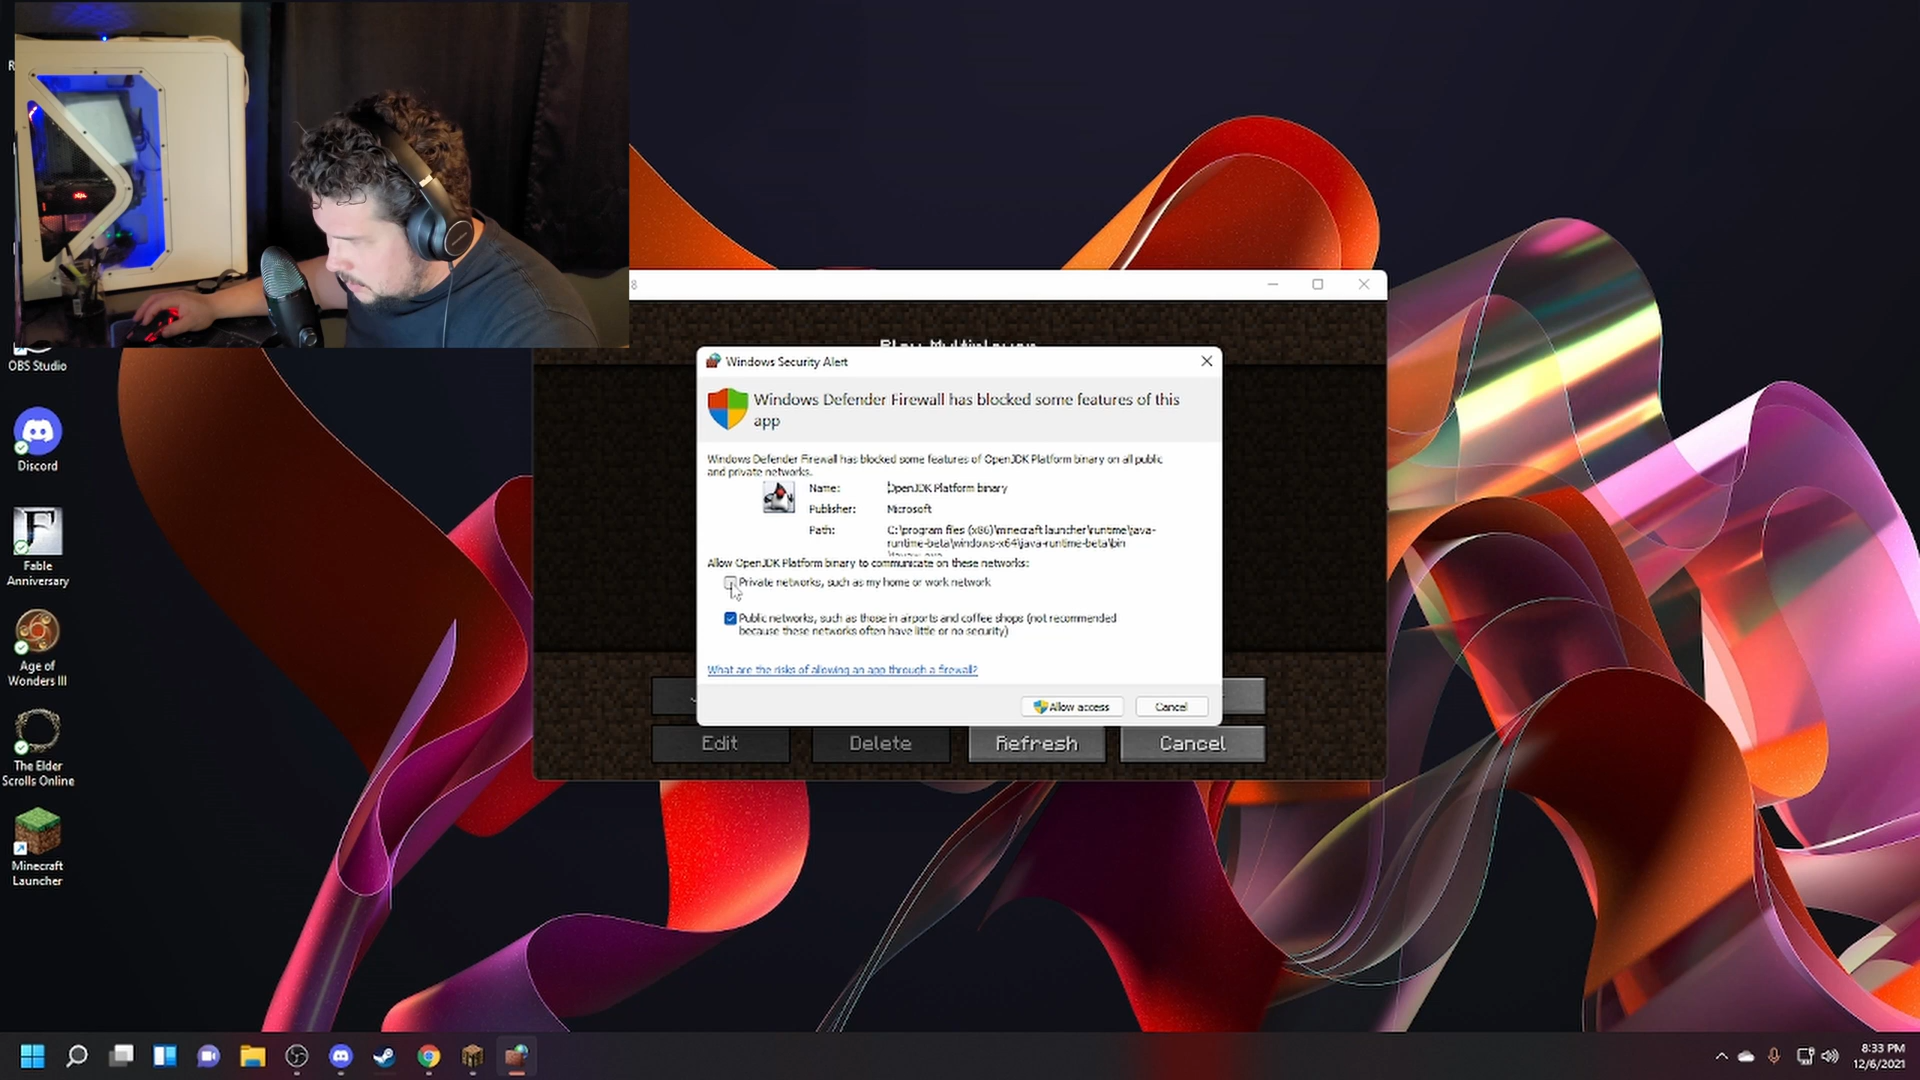 R
8
Play Multiplayer
Windows Security Alert
Windows Defender Firewall has blocked some features of this
app
Windows Defender Firewall has blocked some features of OpenJDK Platform binary on all public
and private networks.
Name: OpenJDK Platform binary
Publisher: Microsoft
Path: C:\program files (x86)\minecraft launcher\runtime\java-
runtime-beta\windows-x64\java-runtime-beta\bin
Allow OpenJDK Platform binary to communicate on these networks:
Private networks, such as my home or work network
Public networks, such as those in airports and coffee shops (not recommended
because these networks often have little or no security)
What are the risks of allowing an app through a firewall?
Allow access
Cancel
Edit
Delete
Refresh
Cancel
OBS Studio
Discord
Fable
Anniversary
Age of
Wonders III
The Elder
Scrolls Online
Minecraft
Launcher
8:33 PM
12/6/2021